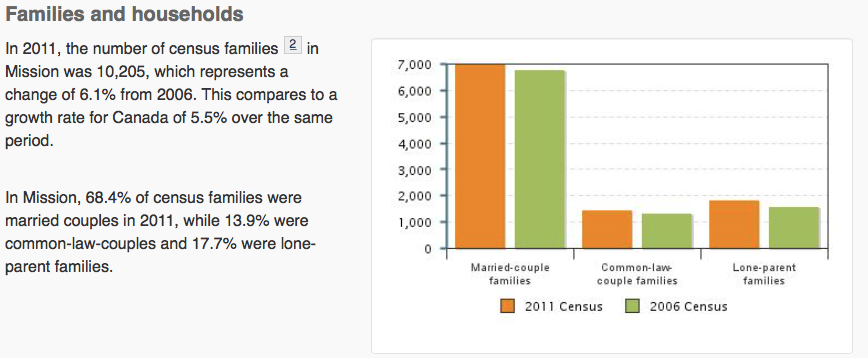 Families and households
In 2011, the number of census families 2 in
Mission was 10,205, which represents a
change of 6.1% from 2006. This compares to a
growth rate for Canada of 5.5% over the same
period.
In Mission, 68.4% of census families were
married couples in 2011, while 13.9% were
common-law-couples and 17.7% were lone-
parent families.
7,000
6,000
5,000
4,000
3,000
2,000
1,000
0
Married-couple
families
Common-law-
couple families
Lone-parent
families
2011 Census
2006 Census